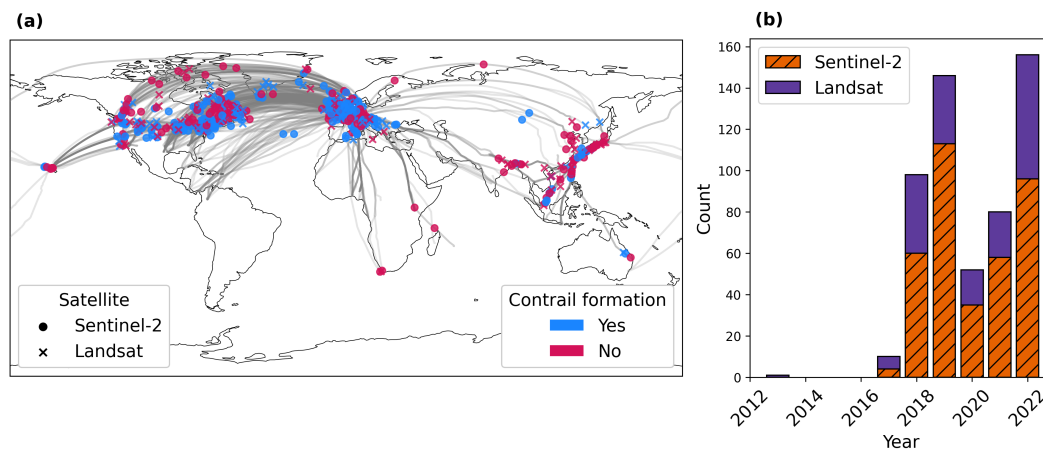 (a)
Satellite
Sentinel-2
Landsat
Contrail formation
Yes
No
(b)
Sentinel-2
Landsat
Count
160
140
120
100
80
60
40
20
0
2012
2014
2016
2018
2020
2022
Year